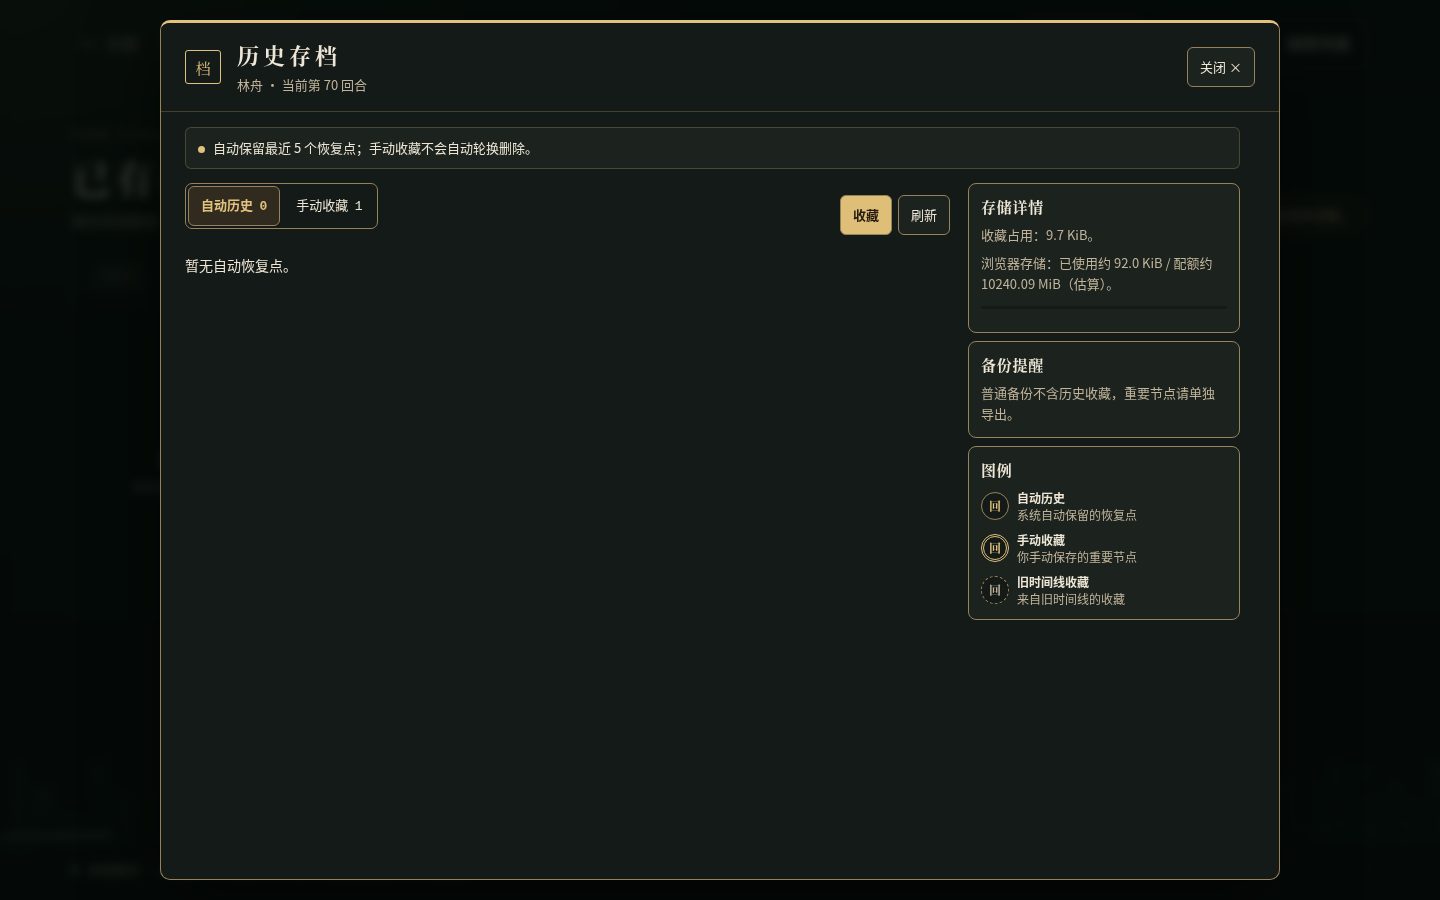 档
历史存档
林舟 · 当前第 70 回合
关闭 ×
自动保留最近 5 个恢复点；手动收藏不会自动轮换删除。
自动历史 0
手动收藏 1
收藏
刷新
暂无自动恢复点。
存储详情
收藏占用：9.7 KiB。
浏览器存储：已使用约 92.0 KiB / 配额约
10240.09 MiB（估算）。
备份提醒
普通备份不含历史收藏，重要节点请单独
导出。
图例
回
自动历史
系统自动保留的恢复点
回
手动收藏
你手动保存的重要节点
回
旧时间线收藏
来自旧时间线的收藏